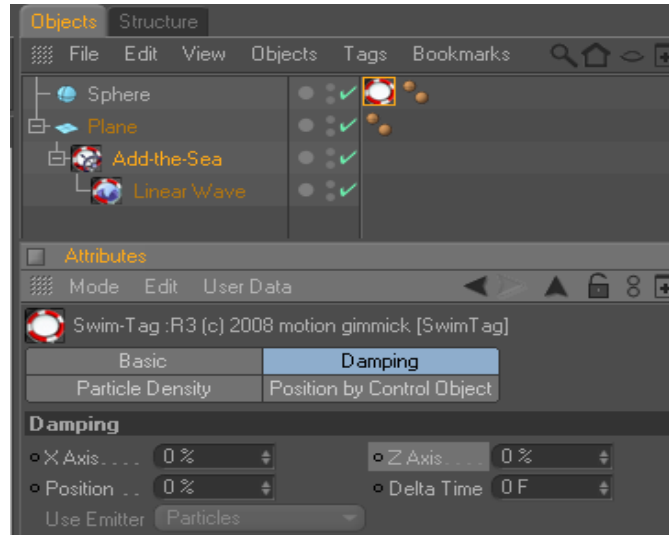 Objects Structure
File Edit View Objects Tags Bookmarks
Sphere
Plane
Add-the-Sea
Linear Wave
Attributes
Mode Edit User Data
Swim-Tag :R3 (c) 2008 motion gimmick [SwimTag]
Basic Damping
Particle Density Position by Control Object
Damping
X Axis. . . . 0 % Z Axis. . . . . 0 %
Position . . 0 % Delta Time 0 F
Use Emitter Particles